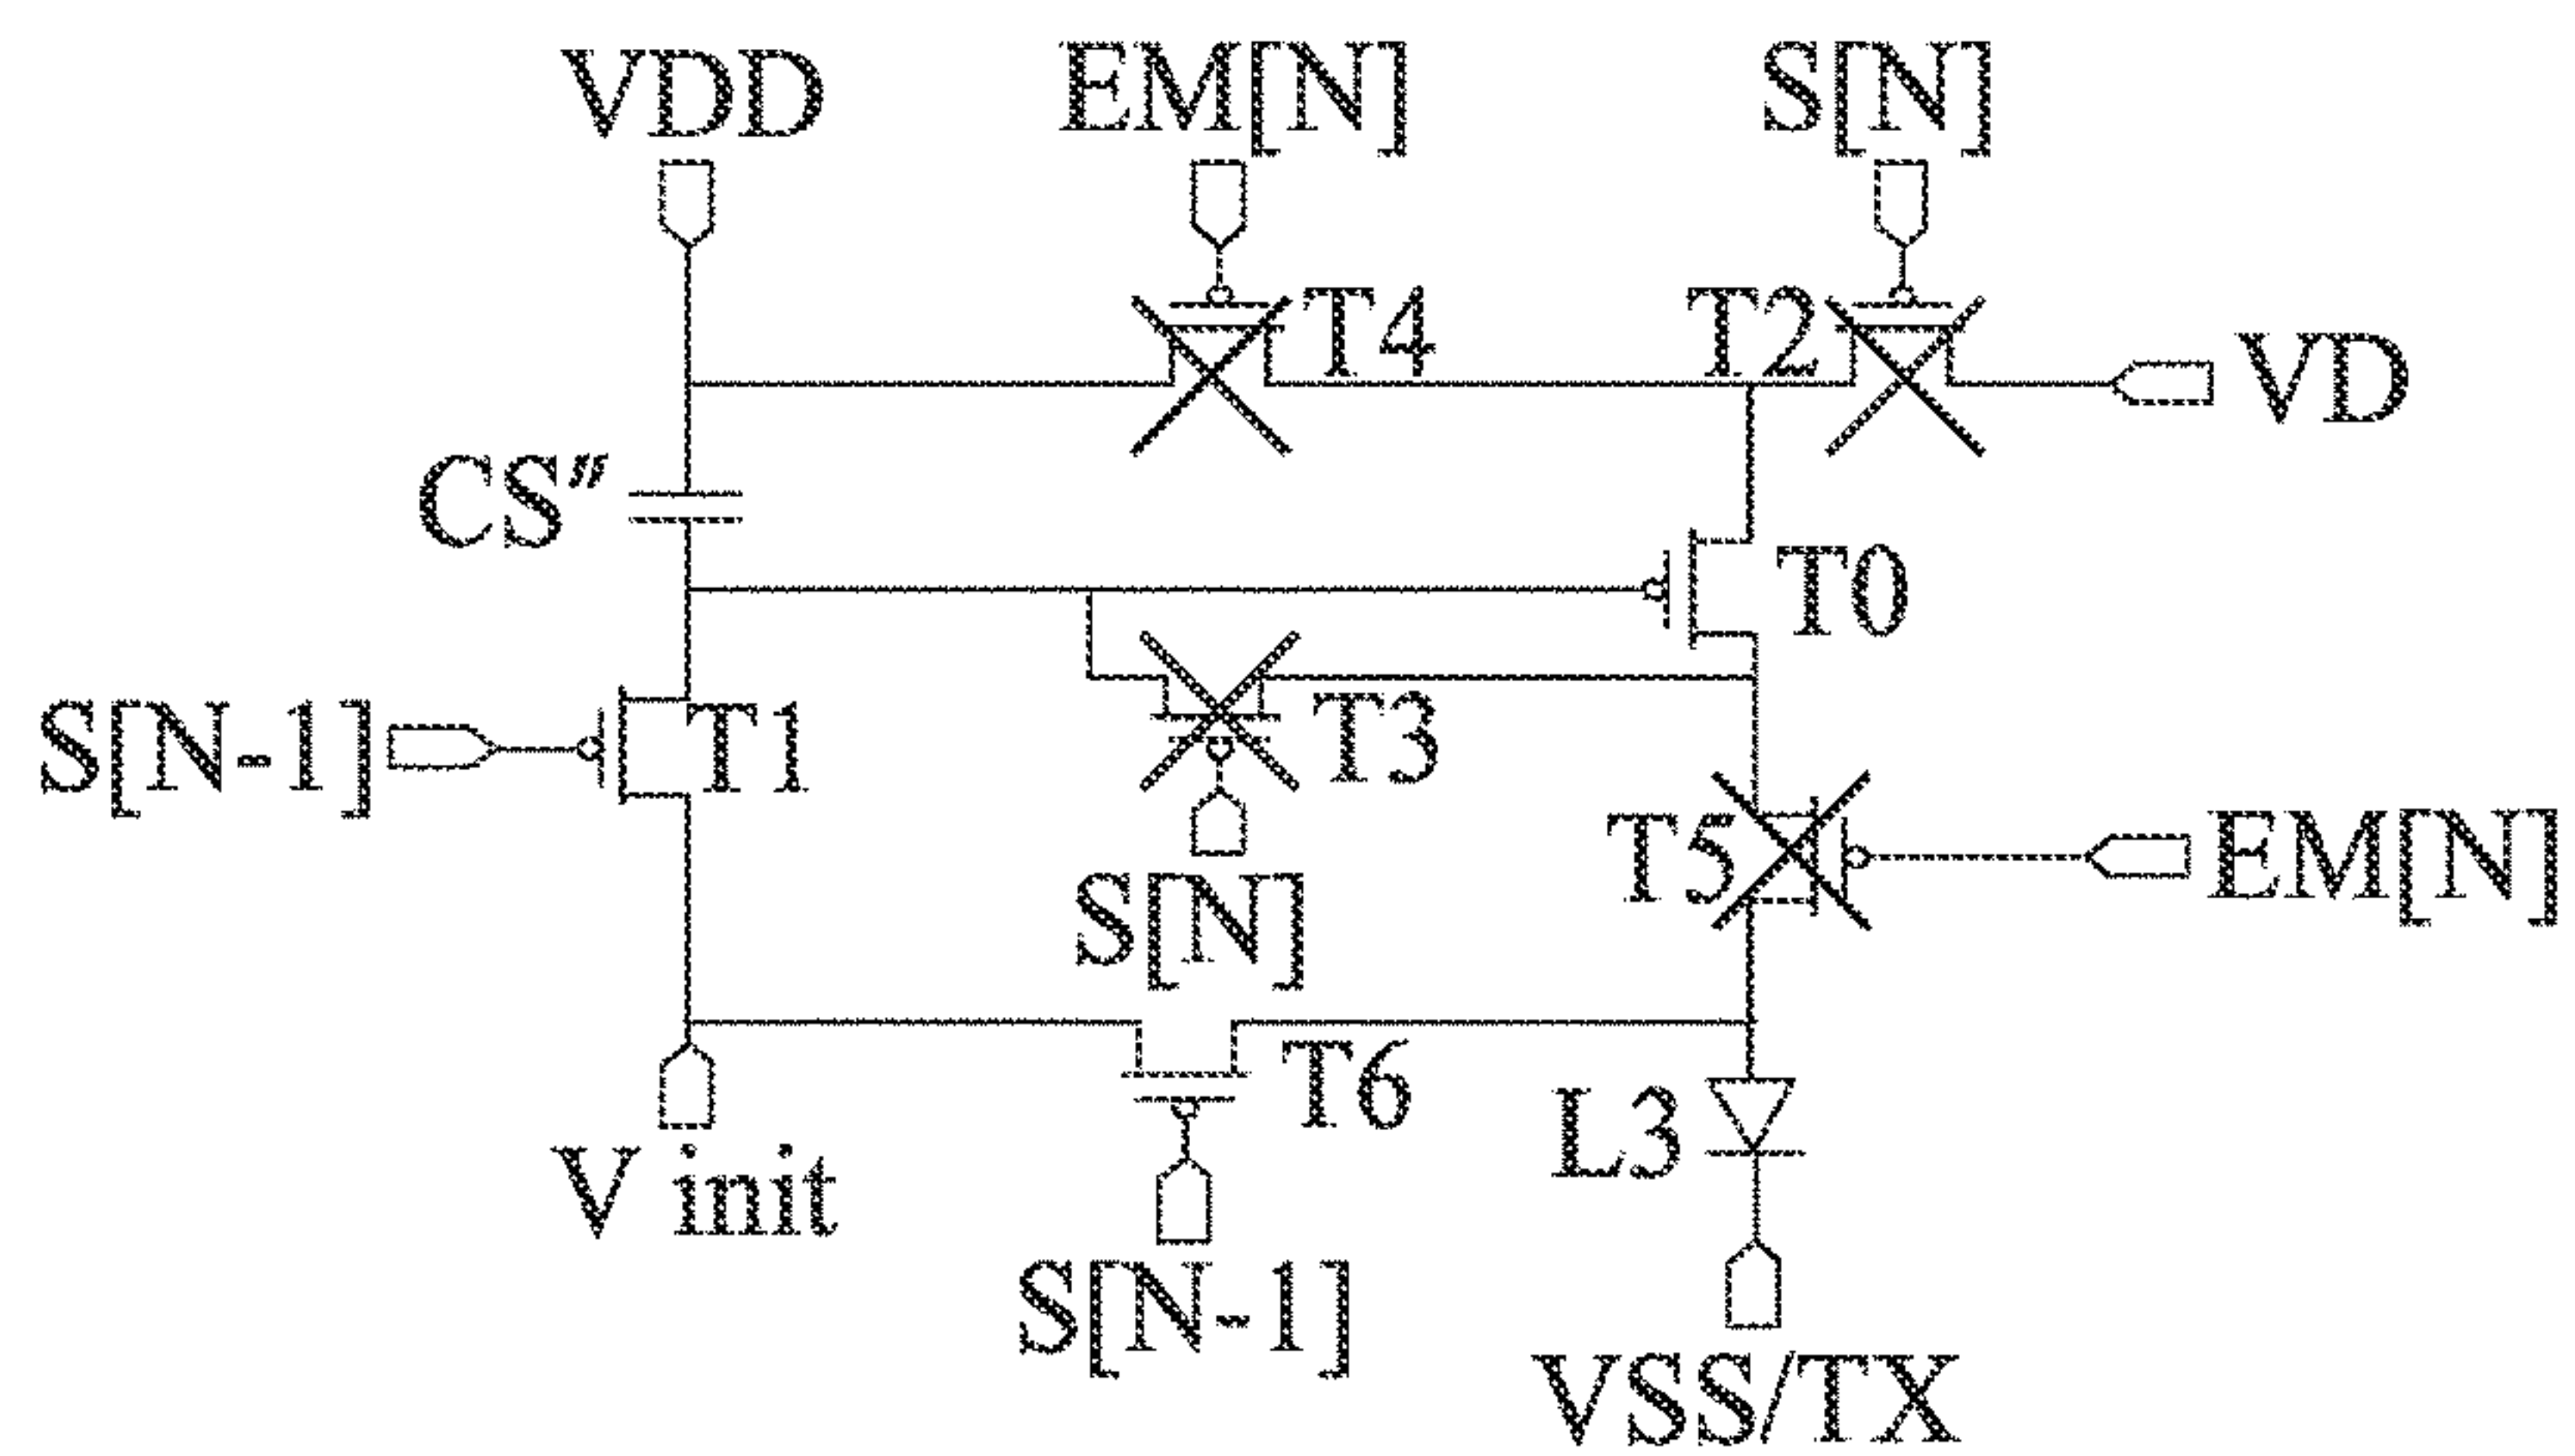 VDD
EM[N]
S[N]
T4
T2
VD
CS″
T0
S[N-1]
T1
T3
T5
EM[N]
S[N]
T6
L3
V init
S[N-1]
VSS/TX